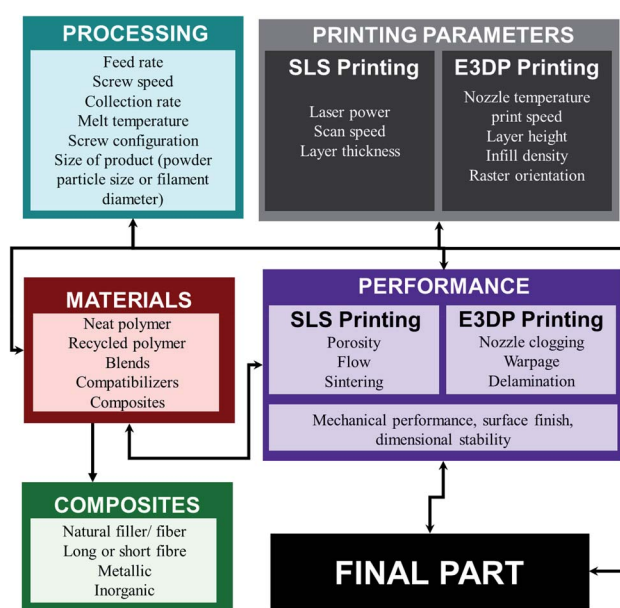 PROCESSING
Feed rate
Screw speed
Collection rate
Melt temperature
Screw configuration
Size of product (powder
particle size or filament
diameter)
PRINTING PARAMETERS
SLS Printing
Laser power
Scan speed
Layer thickness
E3DP Printing
Nozzle temperature
print speed
Layer height
Infill density
Raster orientation
MATERIALS
Neat polymer
Recycled polymer
Blends
Compatibilizers
Composites
PERFORMANCE
SLS Printing
Porosity
Flow
Sintering
E3DP Printing
Nozzle clogging
Warpage
Delamination
Mechanical performance, surface finish,
dimensional stability
COMPOSITES
Natural filler/ fiber
Long or short fibre
Metallic
Inorganic
FINAL PART